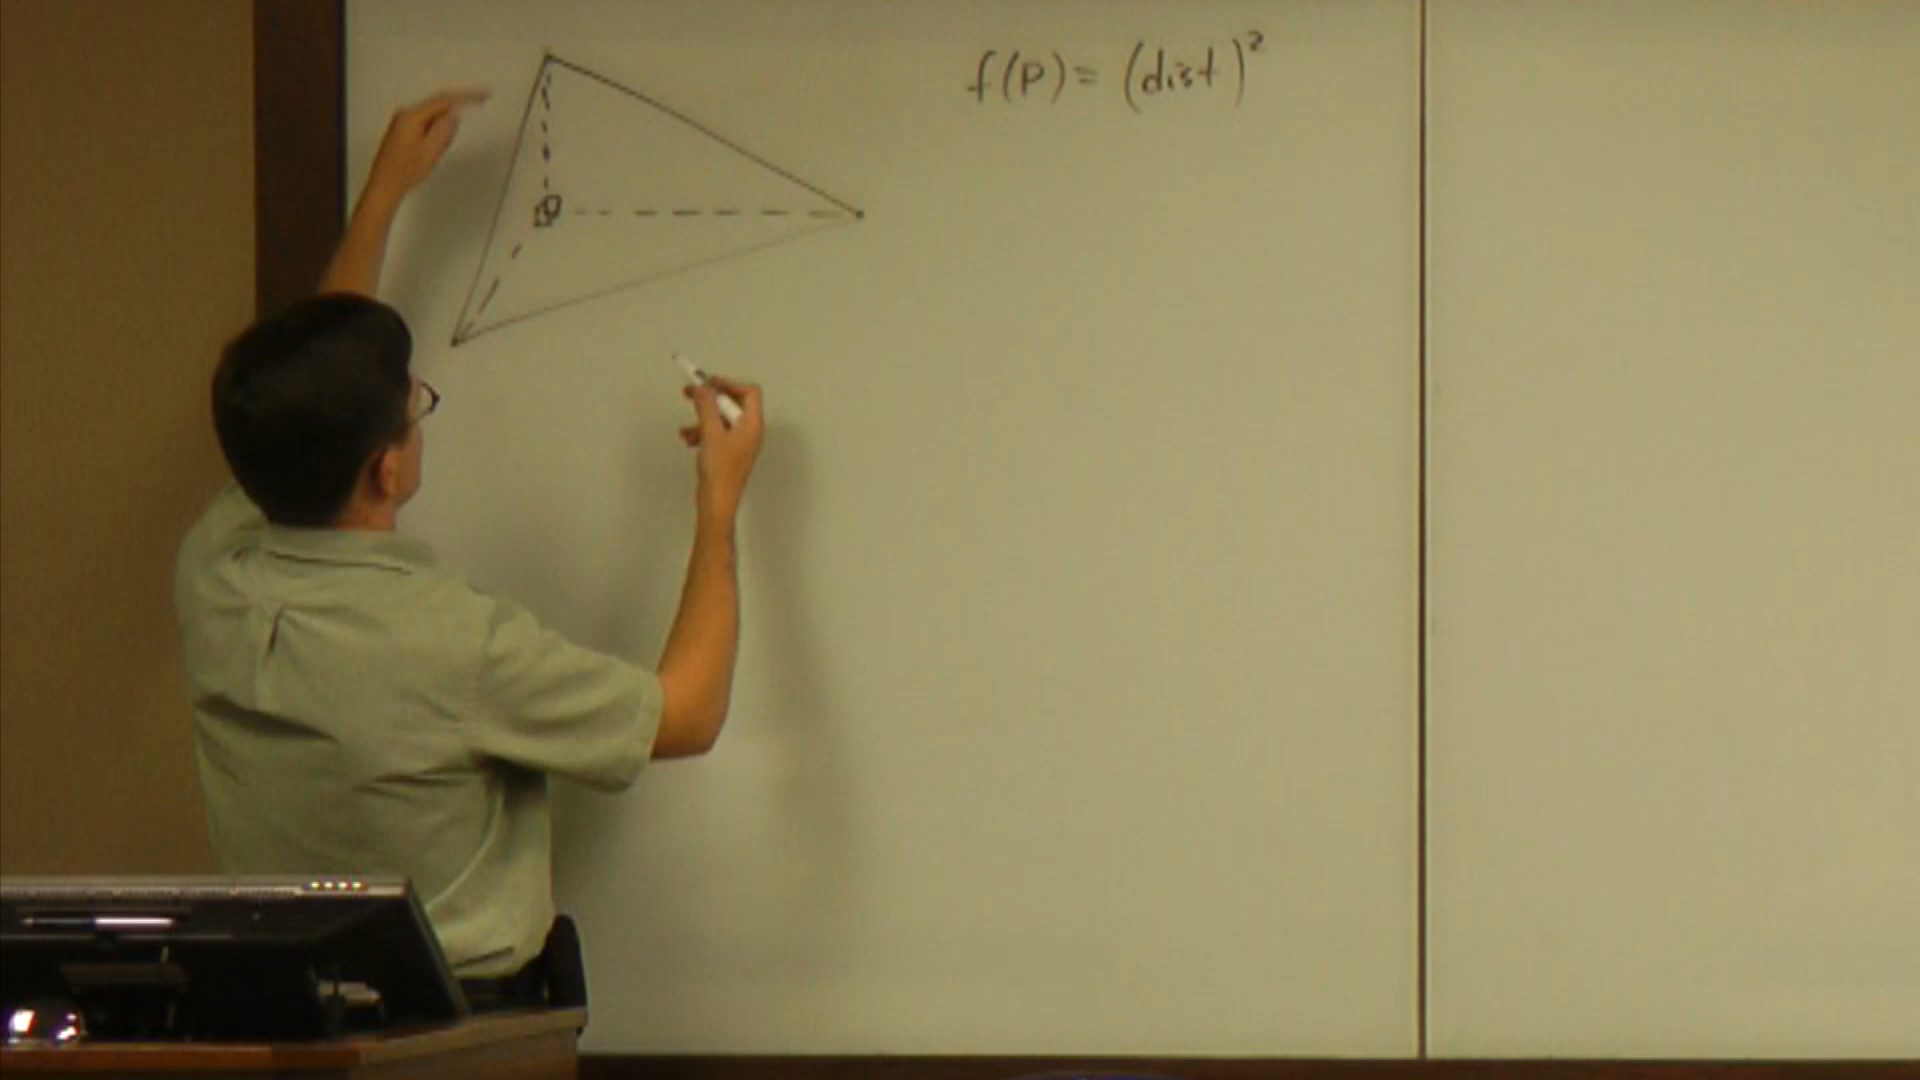 f(P) = (dist)²